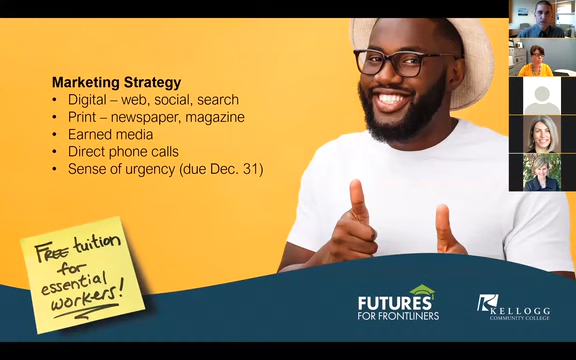 Marketing Strategy
• Digital – web, social, search
• Print – newspaper, magazine
• Earned media
• Direct phone calls
• Sense of urgency (due Dec. 31)
FREE tuition
for
essential
workers!
FUTURES
FOR FRONTLINERS
KELLOGG
COMMUNITY COLLEGE